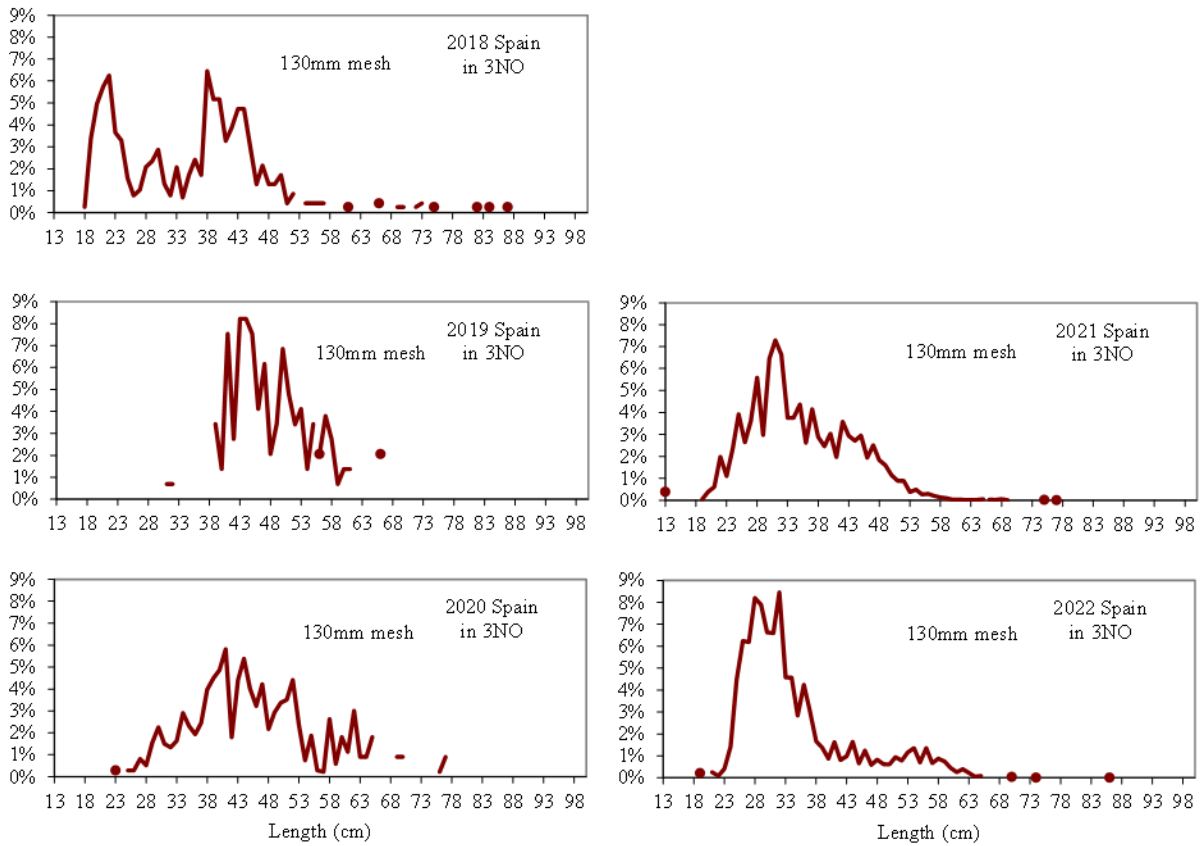 9%
8%
7%
6%
5%
4%
3%
2%
1%
0%
2018 Spain
in 3NO
130mm mesh
13 18 23 28 33 38 43 48 53 58 63 68 73 78 83 88 93 98
9%
8%
7%
6%
5%
4%
3%
2%
1%
0%
2019 Spain
in 3NO
130mm mesh
13 18 23 28 33 38 43 48 53 58 63 68 73 78 83 88 93 98
9%
8%
7%
6%
5%
4%
3%
2%
1%
0%
2020 Spain
in 3NO
130mm mesh
13 18 23 28 33 38 43 48 53 58 63 68 73 78 83 88 93 98
Length (cm)
9%
8%
7%
6%
5%
4%
3%
2%
1%
0%
2021 Spain
in 3NO
130mm mesh
13 18 23 28 33 38 43 48 53 58 63 68 73 78 83 88 93 98
9%
8%
7%
6%
5%
4%
3%
2%
1%
0%
2022 Spain
in 3NO
130mm mesh
13 18 23 28 33 38 43 48 53 58 63 68 73 78 83 88 93 98
Length (cm)